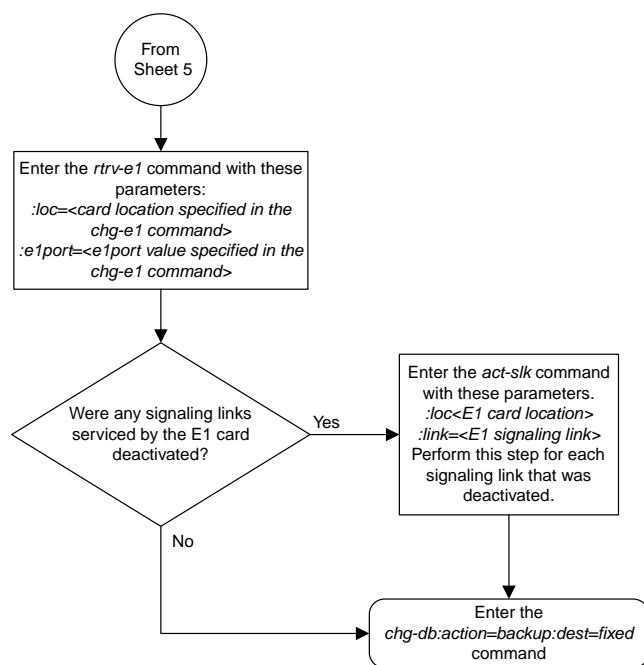 From
Sheet 5
Enter the rtrv-e1 command with these
parameters:
:loc=<card location specified in the
chg-e1 command>
:e1port=<e1port value specified in the
chg-e1 command>
Were any signaling links
serviced by the E1 card
deactivated?
Yes
No
Enter the act-slk command
with these parameters.
:loc<E1 card location>
:link=<E1 signaling link>
Perform this step for each
signaling link that was
deactivated.
Enter the
chg-db:action=backup:dest=fixed
command